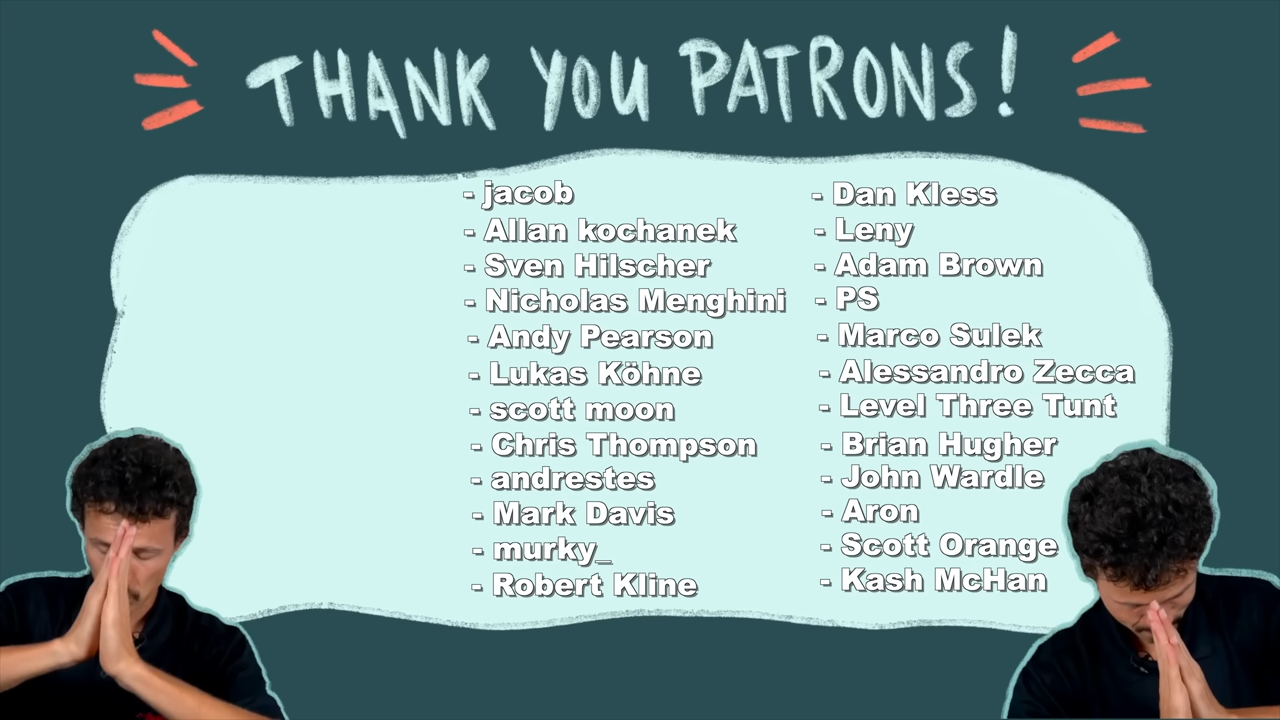 THANK YOU PATRONS!
- jacob
- Allan kochanek
- Sven Hilscher
- Nicholas Menghini
- Andy Pearson
- Lukas Köhne
- scott moon
- Chris Thompson
- andrestes
- Mark Davis
- murky_
- Robert Kline
- Dan Kless
- Leny
- Adam Brown
- PS
- Marco Sulek
- Alessandro Zecca
- Level Three Tunt
- Brian Hugher
- John Wardle
- Aron
- Scott Orange
- Kash McHan